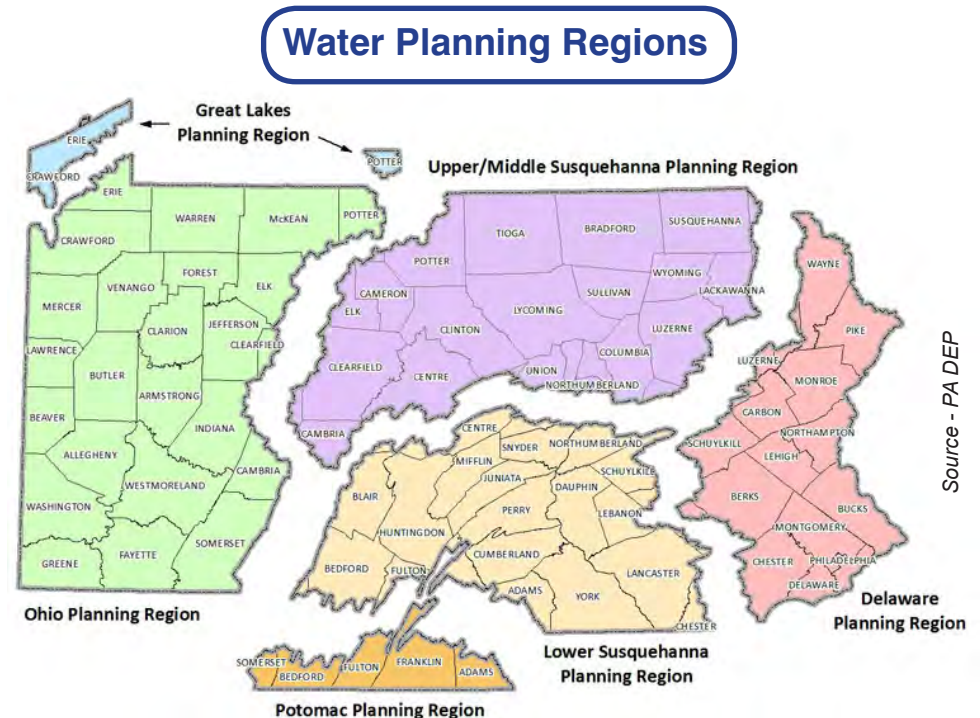 Water Planning Regions
Great Lakes
Planning Region
ERIE
CRAWFORD
POTTER
Upper/Middle Susquehanna Planning Region
ERIE
WARREN
McKEAN
POTTER
CRAWFORD
FOREST
VENANGO
ELK
MERCER
JEFFERSON
CLARION
CLEARFIELD
LAWRENCE
BUTLER
ARMSTRONG
BEAVER
INDIANA
ALLEGHENY
CAMBRIA
WESTMORELAND
WASHINGTON
SOMERSET
FAYETTE
GREENE
Ohio Planning Region
SUSQUEHANNA
TIOGA
BRADFORD
POTTER
WYOMING
CAMERON
SULLIVAN
LACKAWANNA
ELK
LYCOMING
CLINTON
LUZERNE
COLUMBIA
CLEARFIELD
CENTRE
UNION
NORTHUMBERLAND
CAMBRIA
CENTRE
SNYDER
NORTHUMBERLAND
MIFFLIN
SCHUYLKILL
JUNIATA
BLAIR
DAUPHIN
PERRY
LEBANON
HUNTINGDON
CUMBERLAND
BEDFORD
FULTON
LANCASTER
ADAMS
YORK
CHESTER
Lower Susquehanna
Planning Region
SOMERSET
FULTON
FRANKLIN
BEDFORD
ADAMS
Potomac Planning Region
WAYNE
PIKE
LUZERNE
MONROE
CARBON
NORTHAMPTON
SCHUYLKILL
LEHIGH
BERKS
BUCKS
MONTGOMERY
CHESTER
PHILADELPHIA
DELAWARE
Delaware
Planning Region
Source - PA DEP